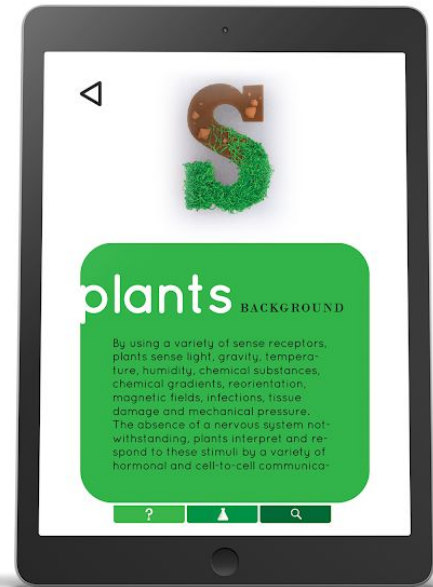 S
plants BACKGROUND
By using a variety of sense receptors,
plants sense light, gravity, tempera-
ture, humidity, chemical substances,
chemical gradients, reorientation,
magnetic fields, infections, tissue
damage and mechanical pressure.
The absence of a nervous system not-
withstanding, plants interpret and re-
spond to these stimuli by a variety of
hormonal and cell-to-cell communica-
?